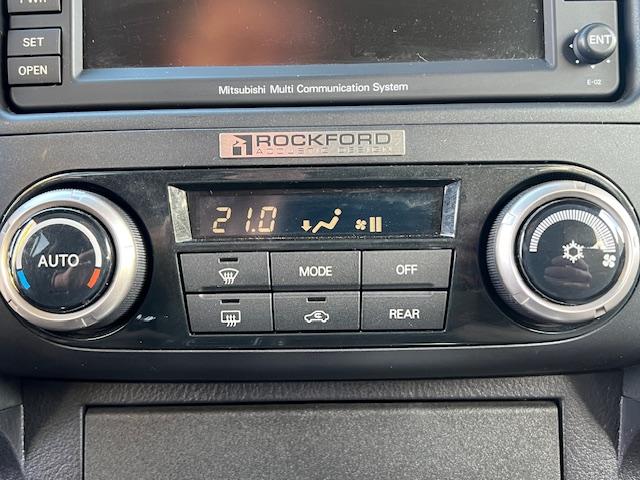 PWR
SET
OPEN
ENT
E-02
Mitsubishi Multi Communication System
ROCKFORD
ACOUSTIC DESIGN
21.0
AUTO
MODE
OFF
REAR